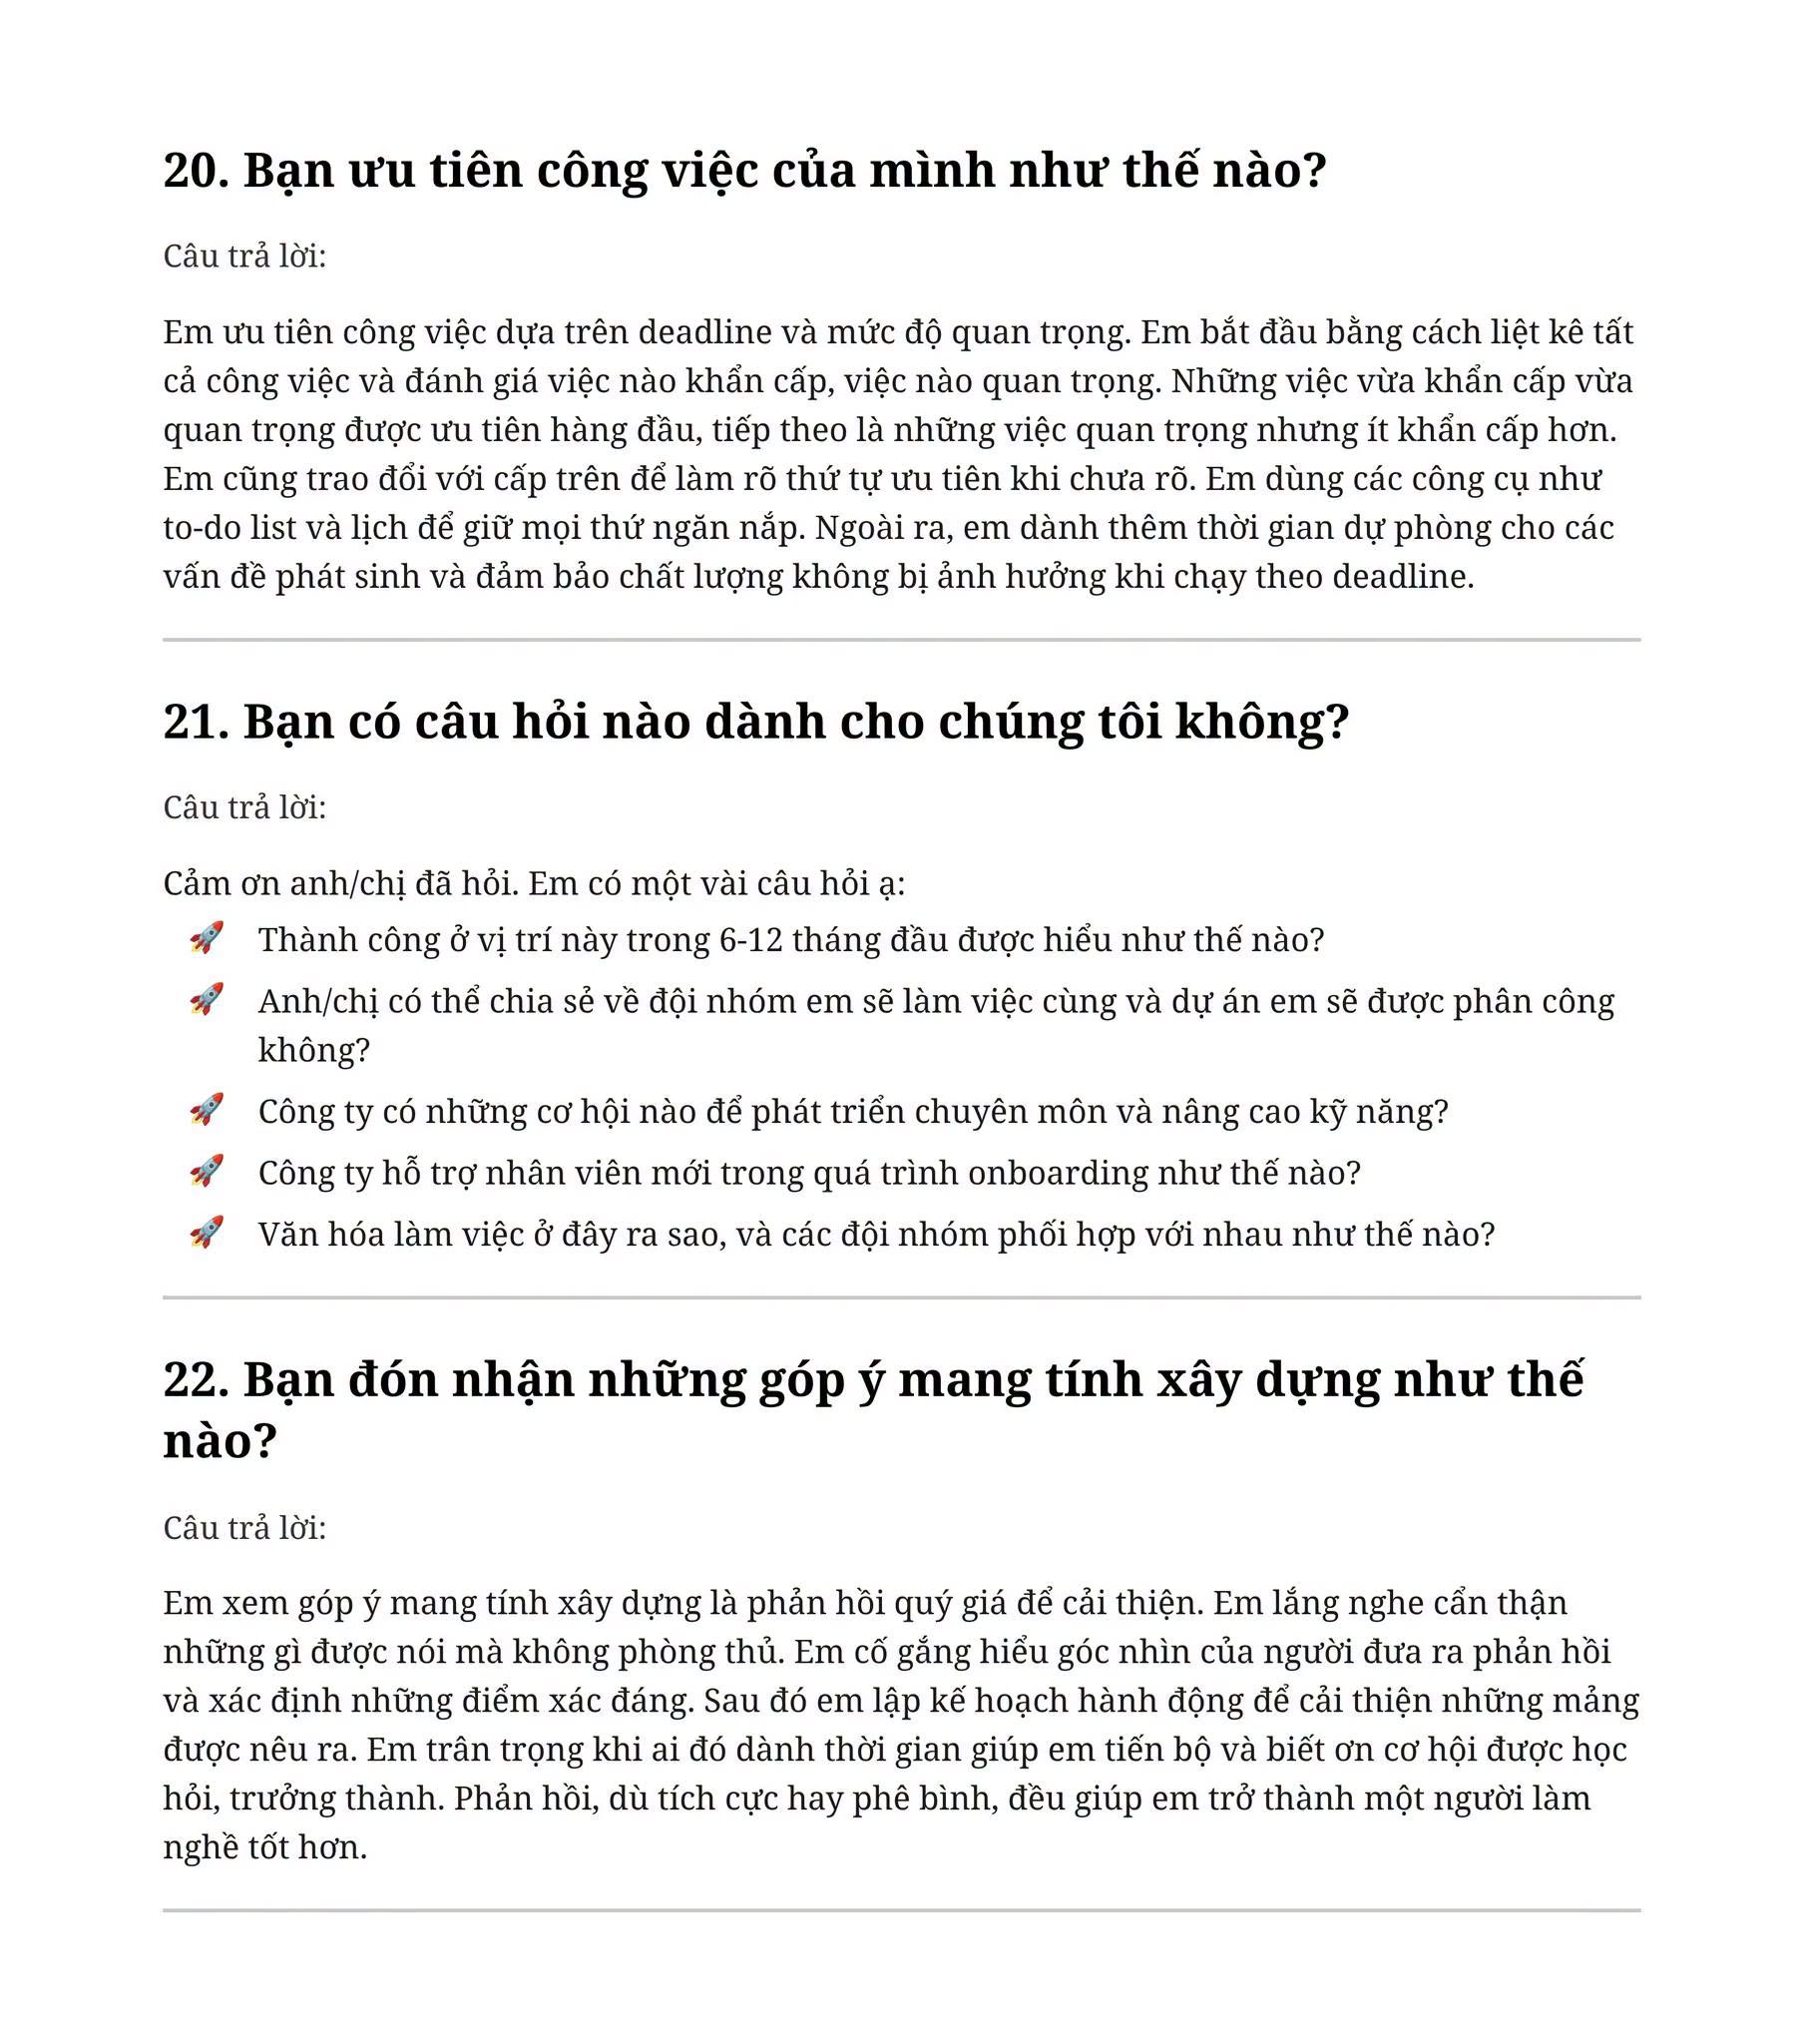 20. Bạn ưu tiên công việc của mình như thế nào?
Câu trả lời:
Em ưu tiên công việc dựa trên deadline và mức độ quan trọng. Em bắt đầu bằng cách liệt kê tất
cả công việc và đánh giá việc nào khẩn cấp, việc nào quan trọng. Những việc vừa khẩn cấp vừa
quan trọng được ưu tiên hàng đầu, tiếp theo là những việc quan trọng nhưng ít khẩn cấp hơn.
Em cũng trao đổi với cấp trên để làm rõ thứ tự ưu tiên khi chưa rõ. Em dùng các công cụ như
to-do list và lịch để giữ mọi thứ ngăn nắp. Ngoài ra, em dành thêm thời gian dự phòng cho các
vấn đề phát sinh và đảm bảo chất lượng không bị ảnh hưởng khi chạy theo deadline.
21. Bạn có câu hỏi nào dành cho chúng tôi không?
Câu trả lời:
Cảm ơn anh/chị đã hỏi. Em có một vài câu hỏi ạ:
🚀 Thành công ở vị trí này trong 6-12 tháng đầu được hiểu như thế nào?
🚀 Anh/chị có thể chia sẻ về đội nhóm em sẽ làm việc cùng và dự án em sẽ được phân công
không?
🚀 Công ty có những cơ hội nào để phát triển chuyên môn và nâng cao kỹ năng?
🚀 Công ty hỗ trợ nhân viên mới trong quá trình onboarding như thế nào?
🚀 Văn hóa làm việc ở đây ra sao, và các đội nhóm phối hợp với nhau như thế nào?
22. Bạn đón nhận những góp ý mang tính xây dựng như thế
nào?
Câu trả lời:
Em xem góp ý mang tính xây dựng là phản hồi quý giá để cải thiện. Em lắng nghe cẩn thận
những gì được nói mà không phòng thủ. Em cố gắng hiểu góc nhìn của người đưa ra phản hồi
và xác định những điểm xác đáng. Sau đó em lập kế hoạch hành động để cải thiện những mảng
được nêu ra. Em trân trọng khi ai đó dành thời gian giúp em tiến bộ và biết ơn cơ hội được học
hỏi, trưởng thành. Phản hồi, dù tích cực hay phê bình, đều giúp em trở thành một người làm
nghề tốt hơn.